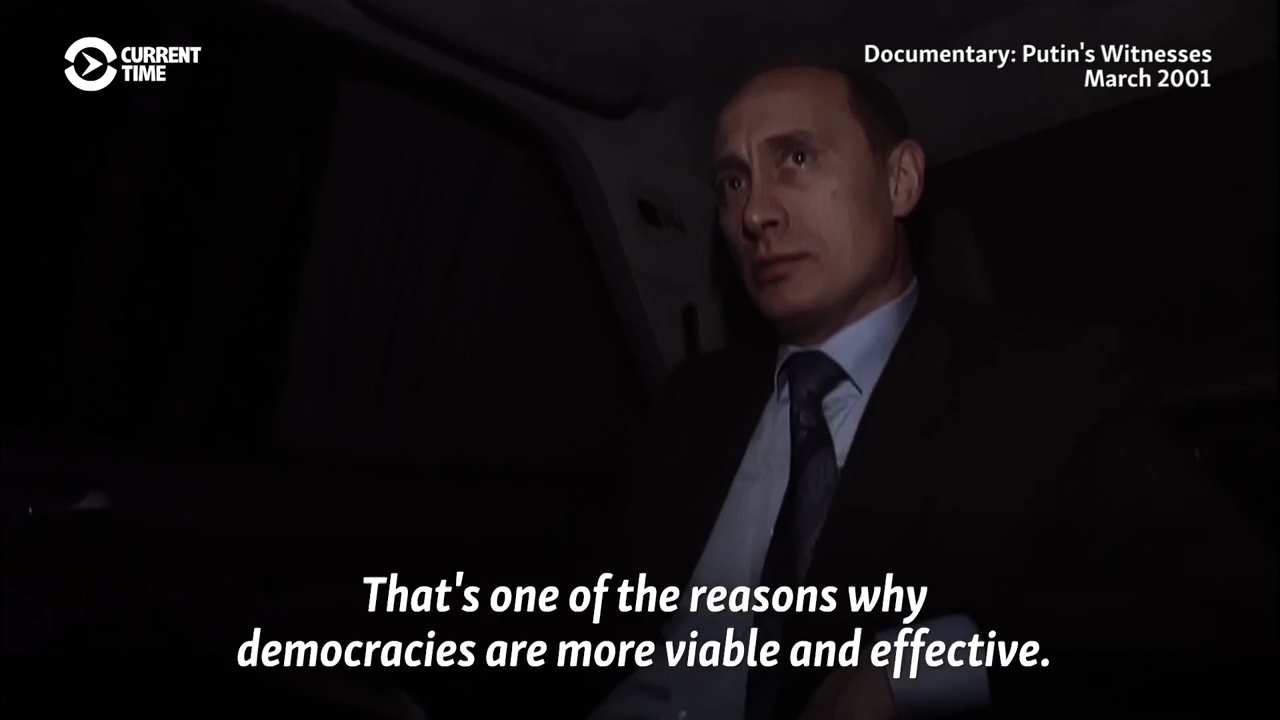 CURRENT
TIME
Documentary: Putin's Witnesses
March 2001
That's one of the reasons why
democracies are more viable and effective.